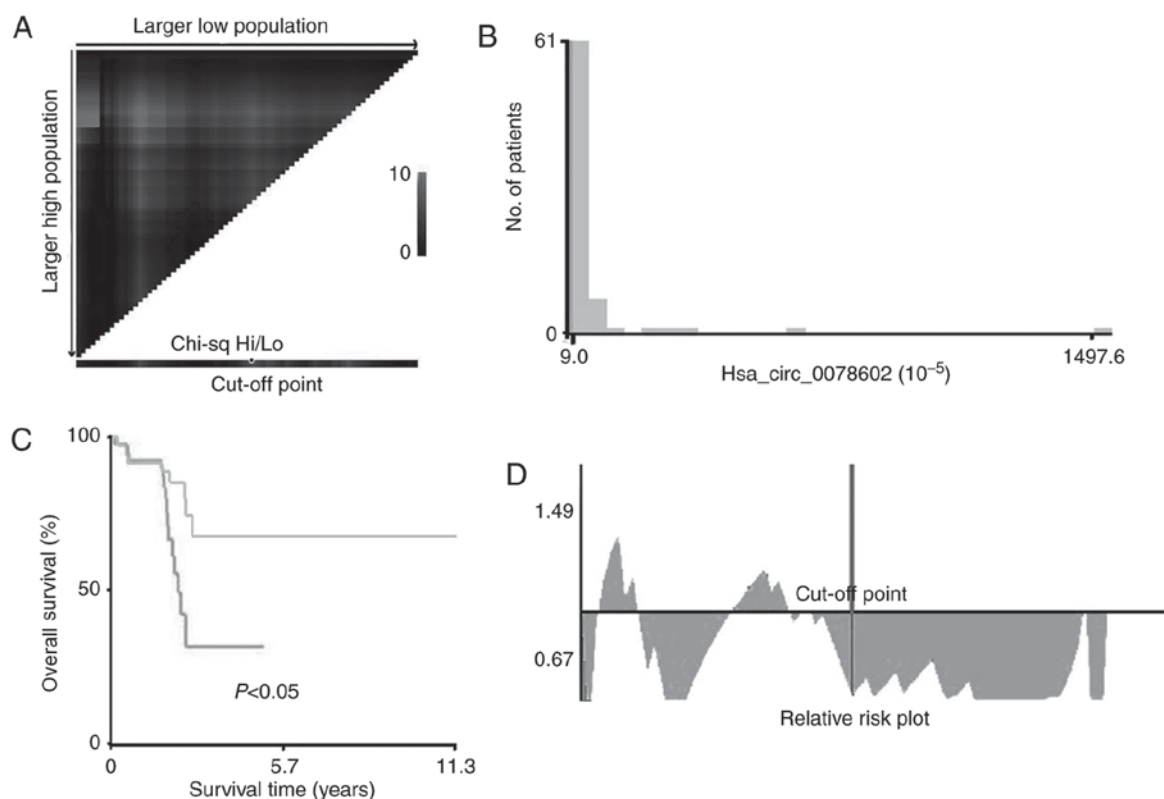 A
Larger low population
Larger high population
10
0
Chi-sq Hi/Lo
Cut-off point
B
61
No. of patients
0
9.0
1497.6
Hsa_circ_0078602 (10⁻⁵)
C
100
Overall survival (%)
50
P<0.05
0
0
5.7
11.3
Survival time (years)
D
1.49
Cut-off point
0.67
Relative risk plot